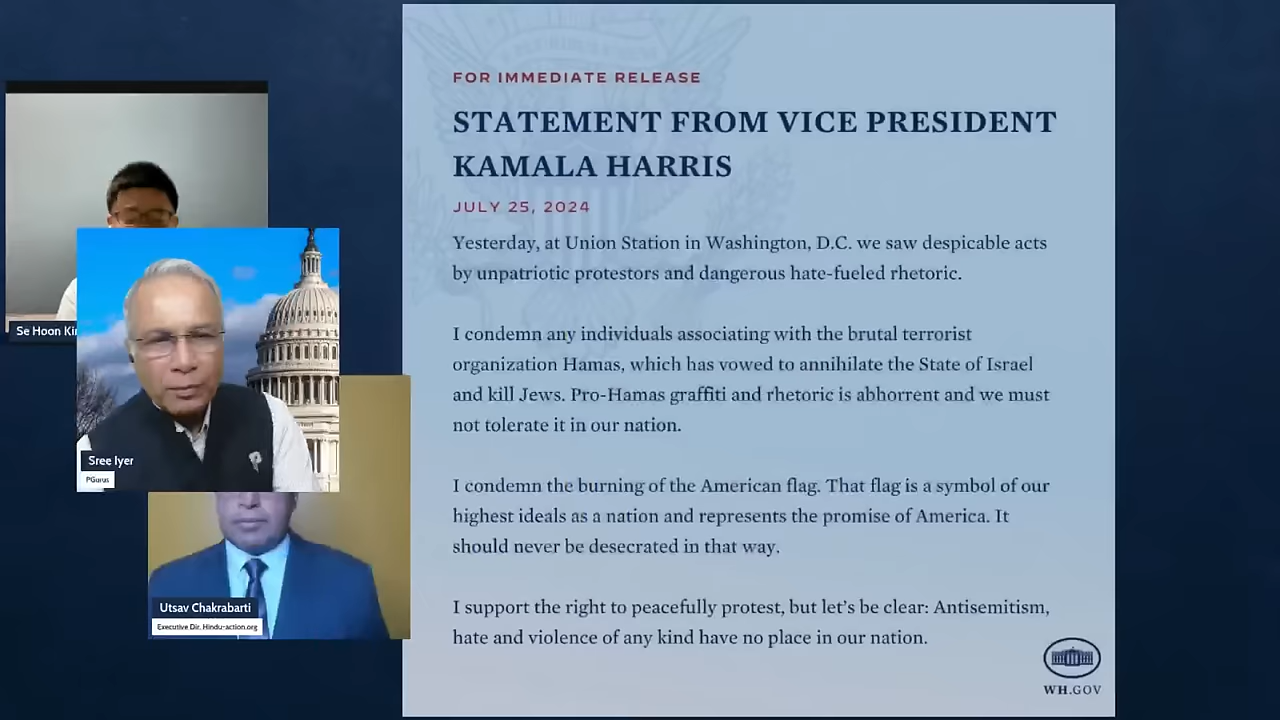 FOR IMMEDIATE RELEASE
STATEMENT FROM VICE PRESIDENT
KAMALA HARRIS
JULY 25, 2024
Yesterday, at Union Station in Washington, D.C. we saw despicable acts
by unpatriotic protestors and dangerous hate-fueled rhetoric.
I condemn any individuals associating with the brutal terrorist
organization Hamas, which has vowed to annihilate the State of Israel
and kill Jews. Pro-Hamas graffiti and rhetoric is abhorrent and we must
not tolerate it in our nation.
I condemn the burning of the American flag. That flag is a symbol of our
highest ideals as a nation and represents the promise of America. It
should never be desecrated in that way.
I support the right to peacefully protest, but let's be clear: Antisemitism,
hate and violence of any kind have no place in our nation.
WH.GOV
Se Hoon
Sree Iyer
PGurus
Utsav Chakrabarti
Executive Dir. Hindu-action.org